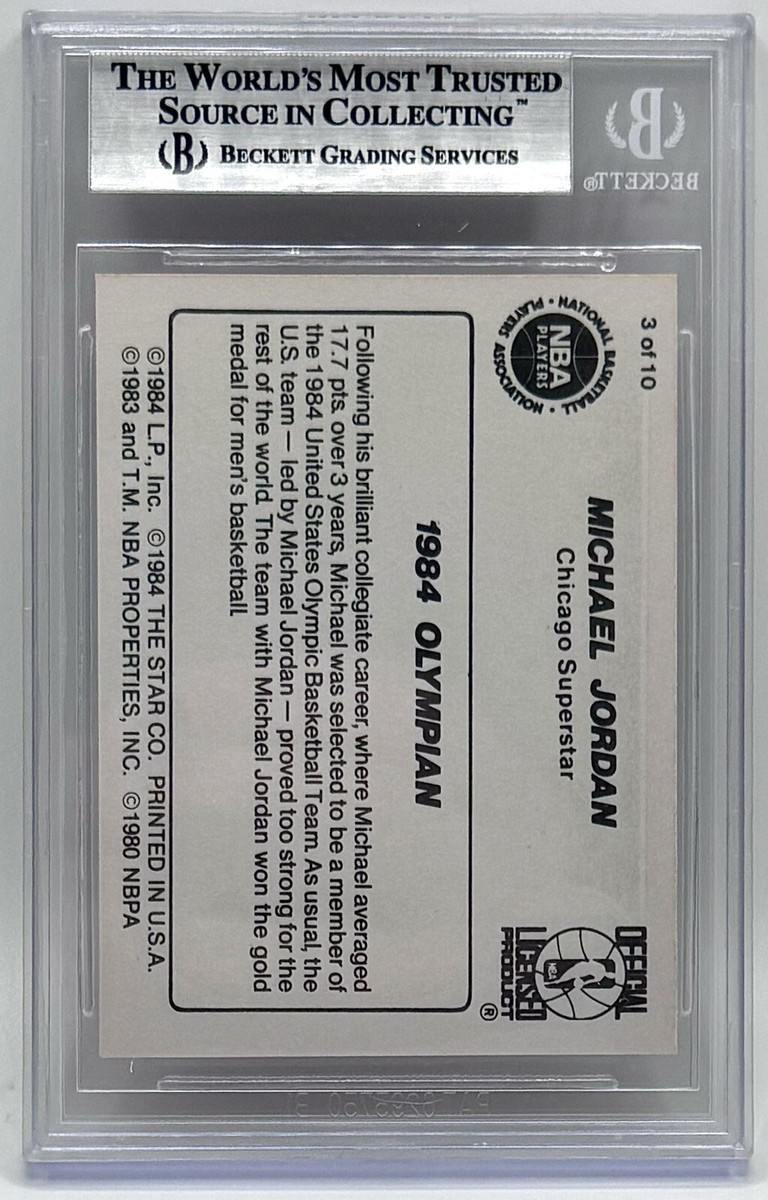 THE WORLD'S MOST TRUSTED
SOURCE IN COLLECTING™
(B) BECKETT GRADING SERVICES
B
BECKETT®
3 of 10
MICHAEL JORDAN
Chicago Superstar
NATIONAL BASKETBALL • PLAYERS ASSOCIATION •
NBA
PLAYERS
OFFICIAL
NBA
LICENSED
PRODUCT
®
1984 OLYMPIAN
Following his brilliant collegiate career, where Michael averaged
17.7 pts. over 3 years, Michael was selected to be a member of
the 1984 United States Olympic Basketball Team. As usual, the
U.S. team — led by Michael Jordan — proved too strong for the
rest of the world. The team with Michael Jordan won the gold
medal for men's basketball.
©1984 L.P., Inc. ©1984 THE STAR CO. PRINTED IN U.S.A.
©1983 and T.M. NBA PROPERTIES, INC. ©1980 NBPA